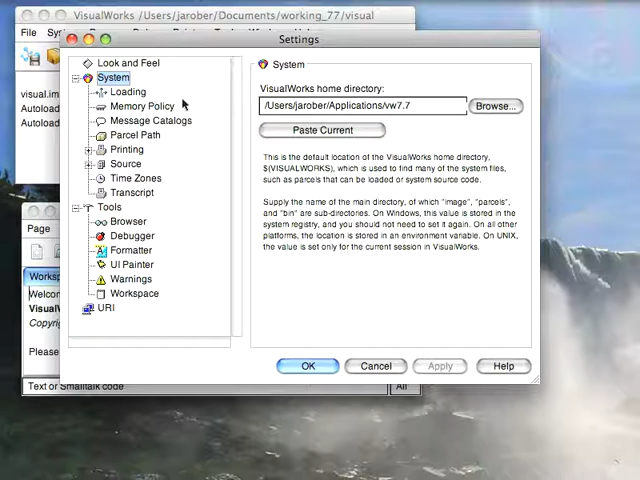 VisualWorks /Users/jarober/Documents/working_77/visual
File
visual.im
Autoload
Autoload
Page
Works
Welcom
VisualV
Copyrig
Please
Text or Smalltalk code
All
Settings
Look and Feel
System
Loading
Memory Policy
Message Catalogs
Parcel Path
Printing
Source
Time Zones
Transcript
Tools
Browser
Debugger
Formatter
UI Painter
Warnings
Workspace
URI
System
VisualWorks home directory:
/Users/jarober/Applications/vw7.7
Browse...
Paste Current
This is the default location of the VisualWorks home directory,
$(VISUALWORKS), which is used to find many of the system files,
such as parcels that can be loaded or system source code.
Supply the name of the main directory, of which "image", "parcels",
and "bin" are sub-directories. On Windows, this value is stored in the
system registry, and you should not need to set it again. On all other
platforms, the location is stored in an environment variable. On UNIX,
the value is set only for the current session in VisualWorks.
OK
Cancel
Apply
Help